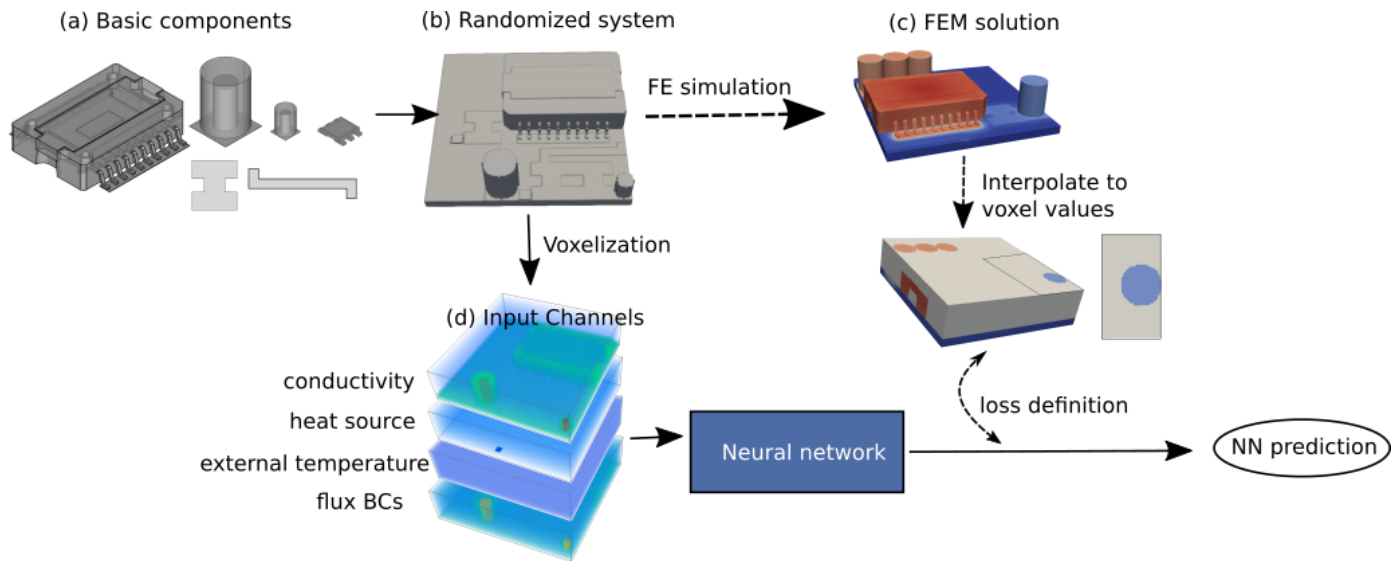 (a) Basic components
(b) Randomized system
(c) FEM solution
FE simulation
Interpolate to
voxel values
Voxelization
(d) Input Channels
conductivity
heat source
external temperature
flux BCs
Neural network
loss definition
NN prediction